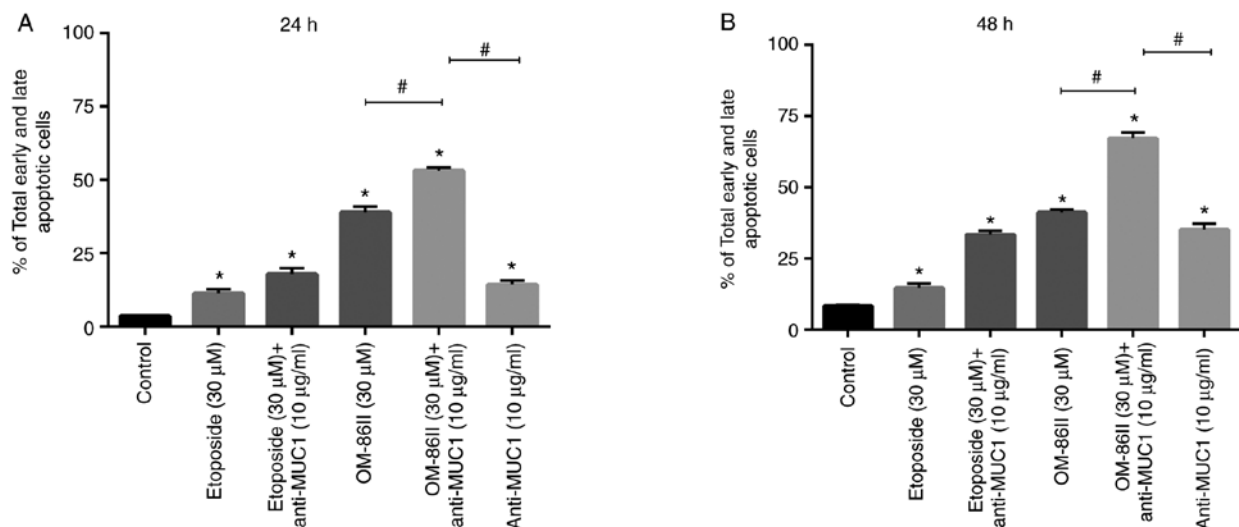 A
24 h
% of Total early and late
apoptotic cells
100
75
50
25
0
#
#
*
*
*
*
*
Control
Etoposide (30 μM)
Etoposide (30 μM)+
anti-MUC1 (10 μg/ml)
OM-86II (30 μM)
OM-86II (30 μM)+
anti-MUC1 (10 μg/ml)
Anti-MUC1 (10 μg/ml)
B
48 h
% of Total early and late
apoptotic cells
100
75
50
25
0
#
#
*
*
*
*
*
Control
Etoposide (30 μM)
Etoposide (30 μM)+
anti-MUC1 (10 μg/ml)
OM-86II (30 μM)
OM-86II (30 μM)+
anti-MUC1 (10 μg/ml)
Anti-MUC1 (10 μg/ml)